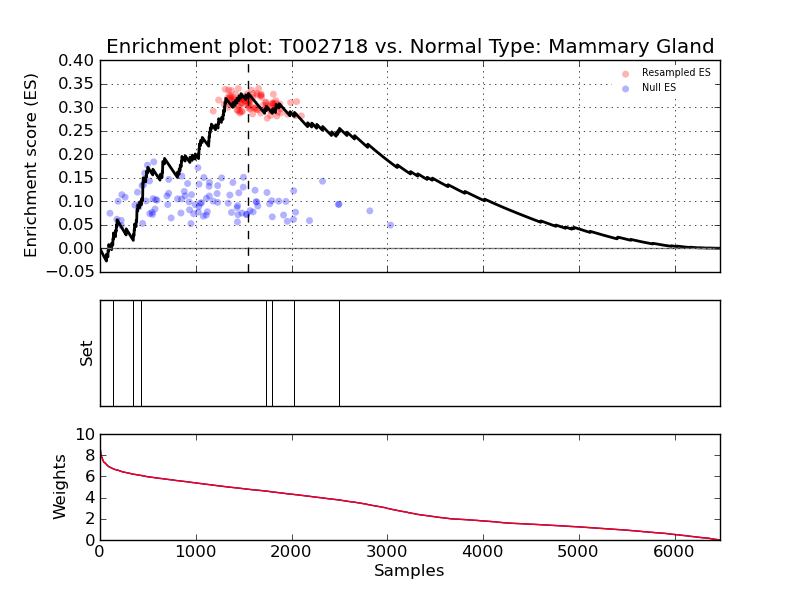 Enrichment plot: T002718 vs. Normal Type: Mammary Gland
Enrichment score (ES)
0.40
0.35
0.30
0.25
0.20
0.15
0.10
0.05
0.00
−0.05
Resampled ES
Null ES
Set
Weights
10
8
6
4
2
0
0 1000 2000 3000 4000 5000 6000
Samples